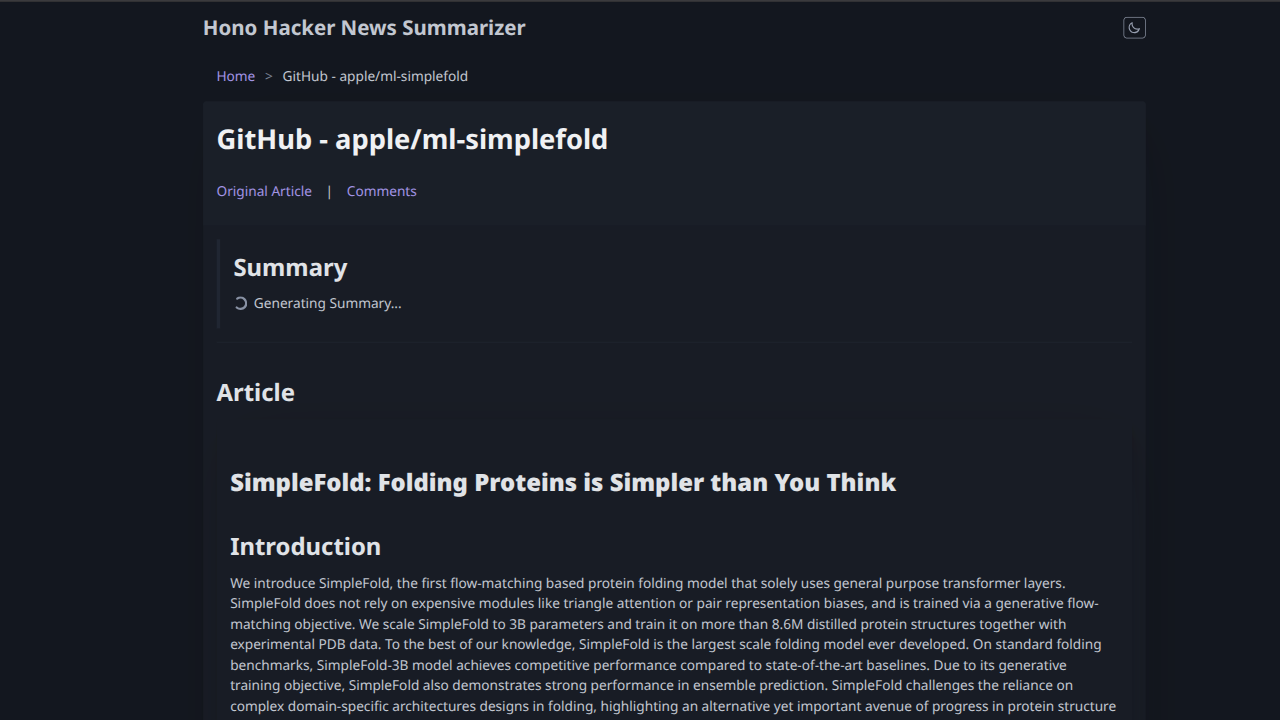 Hono Hacker News Summarizer
Home > GitHub - apple/ml-simplefold
GitHub - apple/ml-simplefold
Original Article | Comments
Summary
Generating Summary...
Article
SimpleFold: Folding Proteins is Simpler than You Think
Introduction
We introduce SimpleFold, the first flow-matching based protein folding model that solely uses general purpose transformer layers.
SimpleFold does not rely on expensive modules like triangle attention or pair representation biases, and is trained via a generative flow-
matching objective. We scale SimpleFold to 3B parameters and train it on more than 8.6M distilled protein structures together with
experimental PDB data. To the best of our knowledge, SimpleFold is the largest scale folding model ever developed. On standard folding
benchmarks, SimpleFold-3B model achieves competitive performance compared to state-of-the-art baselines. Due to its generative
training objective, SimpleFold also demonstrates strong performance in ensemble prediction. SimpleFold challenges the reliance on
complex domain-specific architectures designs in folding, highlighting an alternative yet important avenue of progress in protein structure